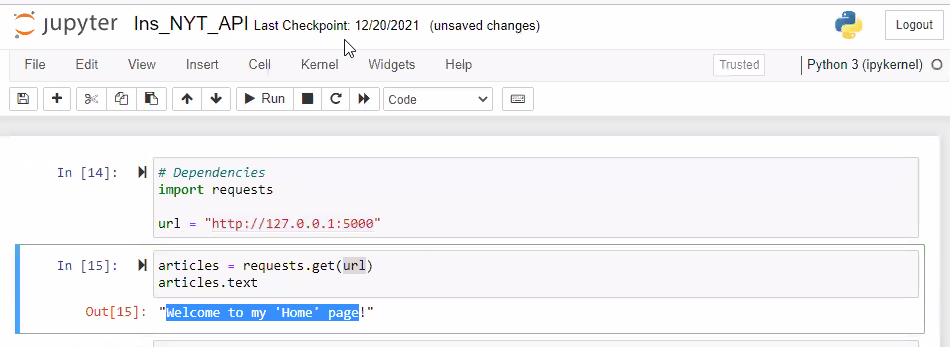 jupyter Ins_NYT_API Last Checkpoint: 12/20/2021 (unsaved changes) Logout
File Edit View Insert Cell Kernel Widgets Help Trusted Python 3 (ipykernel)
Run Code
In [14]: # Dependencies
import requests
url = "http://127.0.0.1:5000"
In [15]: articles = requests.get(url)
articles.text
Out[15]: "Welcome to my 'Home' page!"